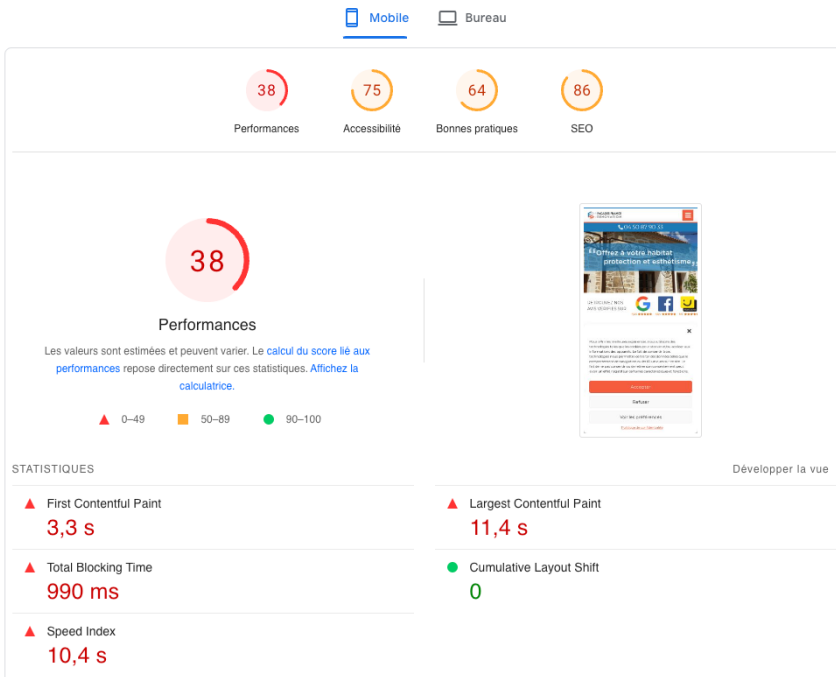 Mobile
Bureau
38
75
64
86
Performances
Accessibilité
Bonnes pratiques
SEO
38
Performances
Les valeurs sont estimées et peuvent varier. Le calcul du score lié aux
performances repose directement sur ces statistiques. Affichez la
calculatrice.
0–49
50–89
90–100
Offrez à votre habitat
protection et esthétisme
Accepter
Refuser
Voir les préférences
STATISTIQUES
Développer la vue
First Contentful Paint
3,3 s
Largest Contentful Paint
11,4 s
Total Blocking Time
990 ms
Cumulative Layout Shift
0
Speed Index
10,4 s